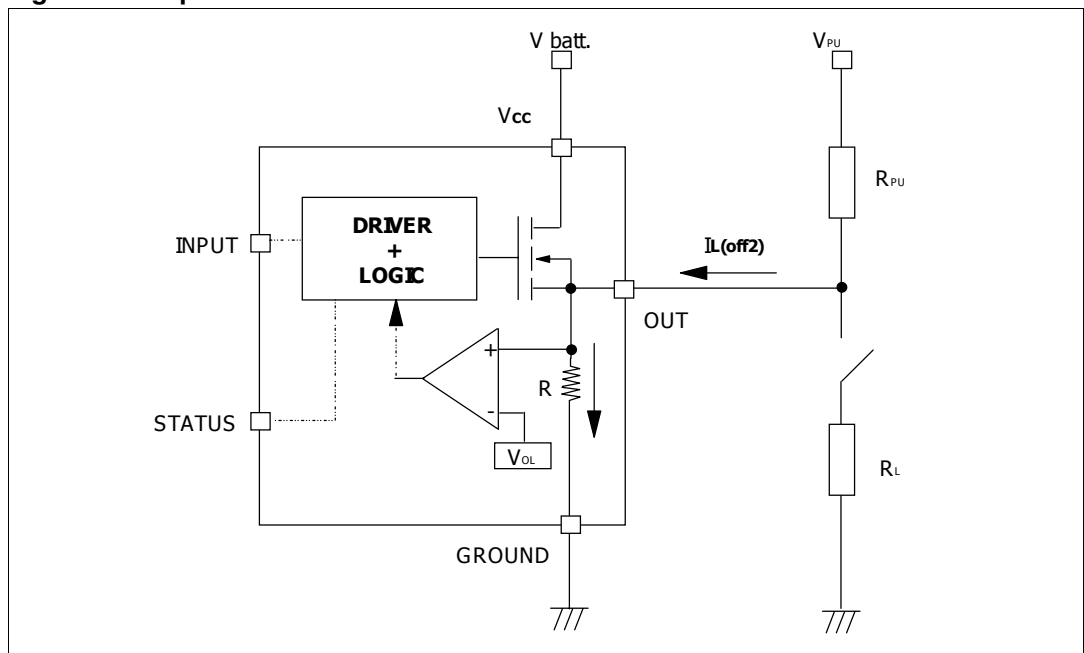 V batt.
VPU
Vcc
RPU
DRIVER
+
LOGIC
INPUT
IL(off2)
OUT
+
R
-
STATUS
VOL
RL
GROUND